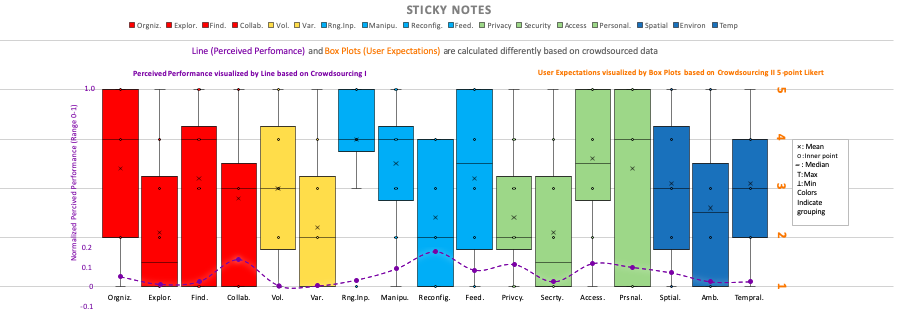 STICKY NOTES
Orgniz. Explor. Find. Collab. Vol. Var. Rng.Inp. Manipu. Reconfig. Feed. Privacy Security Access Personal. Spatial Environ Temp
Line (Perceived Perfomance) and Box Plots (User Expectations) are calculated differently based on crowdsourced data
Perceived Performance visualized by Line based on Crowdsourcing I
User Expectations visualized by Box Plots based on Crowdsourcing II 5-point Likert
Normalized Percived Performance (Range 0-1)
1.0
0.2
0.1
0
-0.1
5
4
3
2
1
×: Mean
o:Inner point
– : Median
T:Max
⊥:Min
Colors
Indicate
grouping
Orgniz. Explor. Find. Collab. Vol. Var. Rng.Inp. Manipu. Reconfig. Feed. Privcy. Secrty. Access. Prsnal. Sptial. Amb. Tempral.